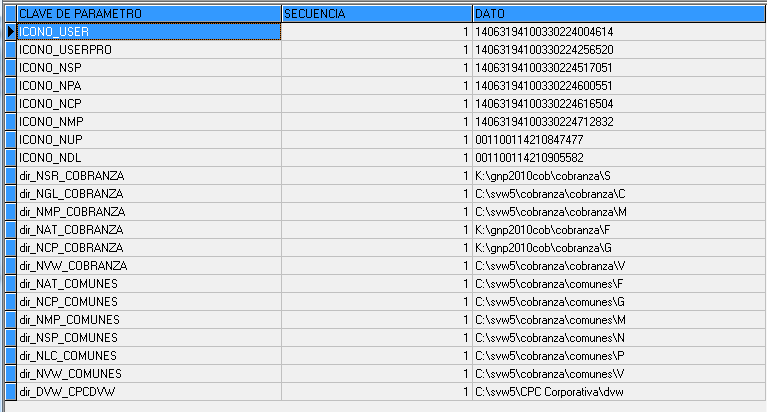 CLAVE DE PARAMETRO SECUENCIA DATO
ICONO_USER 1 14063194100330224004614
ICONO_USERPRO 1 14063194100330224256520
ICONO_NSP 1 14063194100330224517051
ICONO_NPA 1 14063194100330224600551
ICONO_NCP 1 14063194100330224616504
ICONO_NMP 1 14063194100330224712832
ICONO_NUP 1 001100114210847477
ICONO_NDL 1 001100114210905582
dir_NSR_COBRANZA 1 K:\gnp2010cob\cobranza\S
dir_NGL_COBRANZA 1 C:\svw5\cobranza\cobranza\C
dir_NMP_COBRANZA 1 C:\svw5\cobranza\cobranza\M
dir_NAT_COBRANZA 1 K:\gnp2010cob\cobranza\F
dir_NCP_COBRANZA 1 K:\gnp2010cob\cobranza\G
dir_NVW_COBRANZA 1 C:\svw5\cobranza\cobranza\V
dir_NAT_COMUNES 1 C:\svw5\cobranza\comunes\F
dir_NCP_COMUNES 1 C:\svw5\cobranza\comunes\G
dir_NMP_COMUNES 1 C:\svw5\cobranza\comunes\M
dir_NSP_COMUNES 1 C:\svw5\cobranza\comunes\N
dir_NLC_COMUNES 1 C:\svw5\cobranza\comunes\P
dir_NVW_COMUNES 1 C:\svw5\cobranza\comunes\V
dir_DVW_CPCDVW 1 C:\svw5\CPC Corporativa\dvw